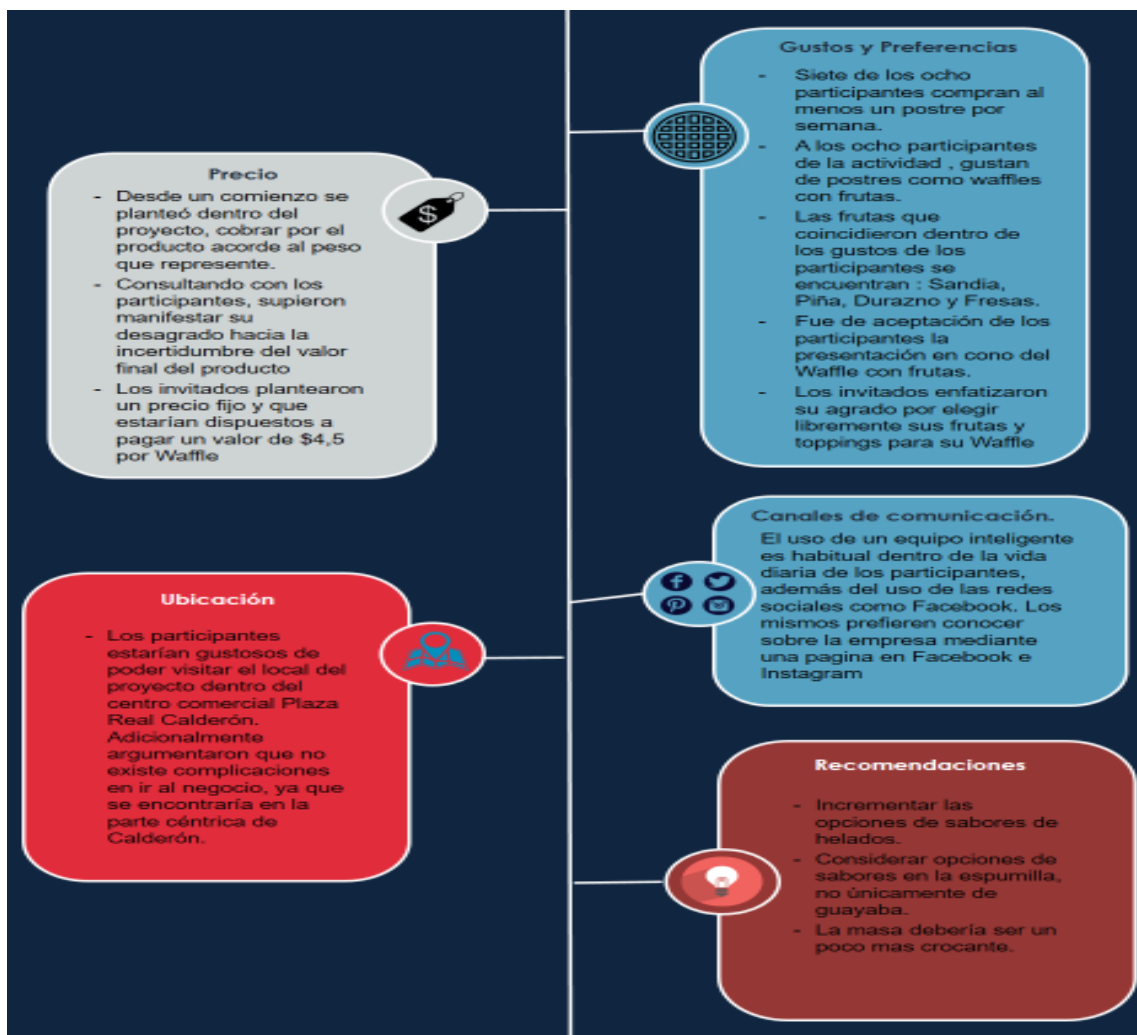 Gustos y Preferencias
- Siete de los ocho
participantes compran al
menos un postre por
semana.
- A los ocho participantes
de la actividad , gustan
de postres como waffles
con frutas.
- Las frutas que
coincidieron dentro de
los gustos de los
participantes se
encuentran : Sandia,
Piña, Durazno y Fresas.
- Fue de aceptación de los
participantes la
presentación en cono del
Waffle con frutas.
- Los invitados enfatizaron
su agrado por elegir
libremente sus frutas y
toppings para su Waffle
Precio
- Desde un comienzo se
planteó dentro del
proyecto, cobrar por el
producto acorde al peso
que represente.
- Consultando con los
participantes, supieron
manifestar su
desagrado hacia la
incertidumbre del valor
final del producto
- Los invitados plantearon
un precio fijo y que
estarían dispuestos a
pagar un valor de $4,5
por Waffle
$
Canales de comunicación.
El uso de un equipo inteligente
es habitual dentro de la vida
diaria de los participantes,
además del uso de las redes
sociales como Facebook. Los
mismos prefieren conocer
sobre la empresa mediante
una pagina en Facebook e
Instagram
Ubicación
- Los participantes
estarían gustosos de
poder visitar el local del
proyecto dentro del
centro comercial Plaza
Real Calderón.
Adicionalmente
argumentaron que no
existe complicaciones
en ir al negocio, ya que
se encontraría en la
parte céntrica de
Calderón.
Recomendaciones
- Incrementar las
opciones de sabores de
helados.
- Considerar opciones de
sabores en la espumilla,
no únicamente de
guayaba.
- La masa debería ser un
poco mas crocante.